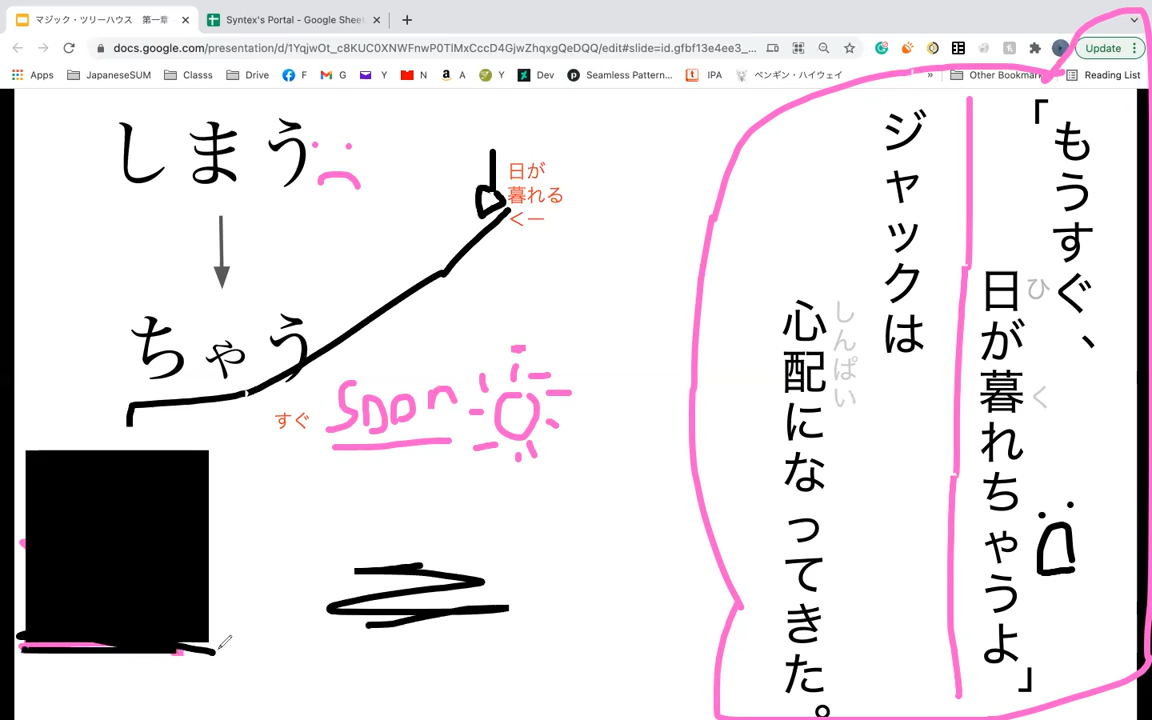 マジック・ツリーハウス　第一章
Syntex's Portal - Google Shee
docs.google.com/presentation/d/1YqjwOt_c8KUC0XNWFnwP0TIMxCccD4GjwZhqxgQeDQQ/edit#slide=id.gfbf13e4ee3_...
Update
Apps
JapaneseSUM
Classs
Drive
F
G
Y
N
A
Y
Dev
Seamless Pattern...
IPA
ペンギン・ハイウェイ
»
Other Bookmar
Reading List
しまう
ちゃう
日が
暮れる
くー
すぐ
Soon
「もうすぐ、
ひ
く
日が暮れちゃうよ」
ジャックは
しんぱい
心配になってきた。